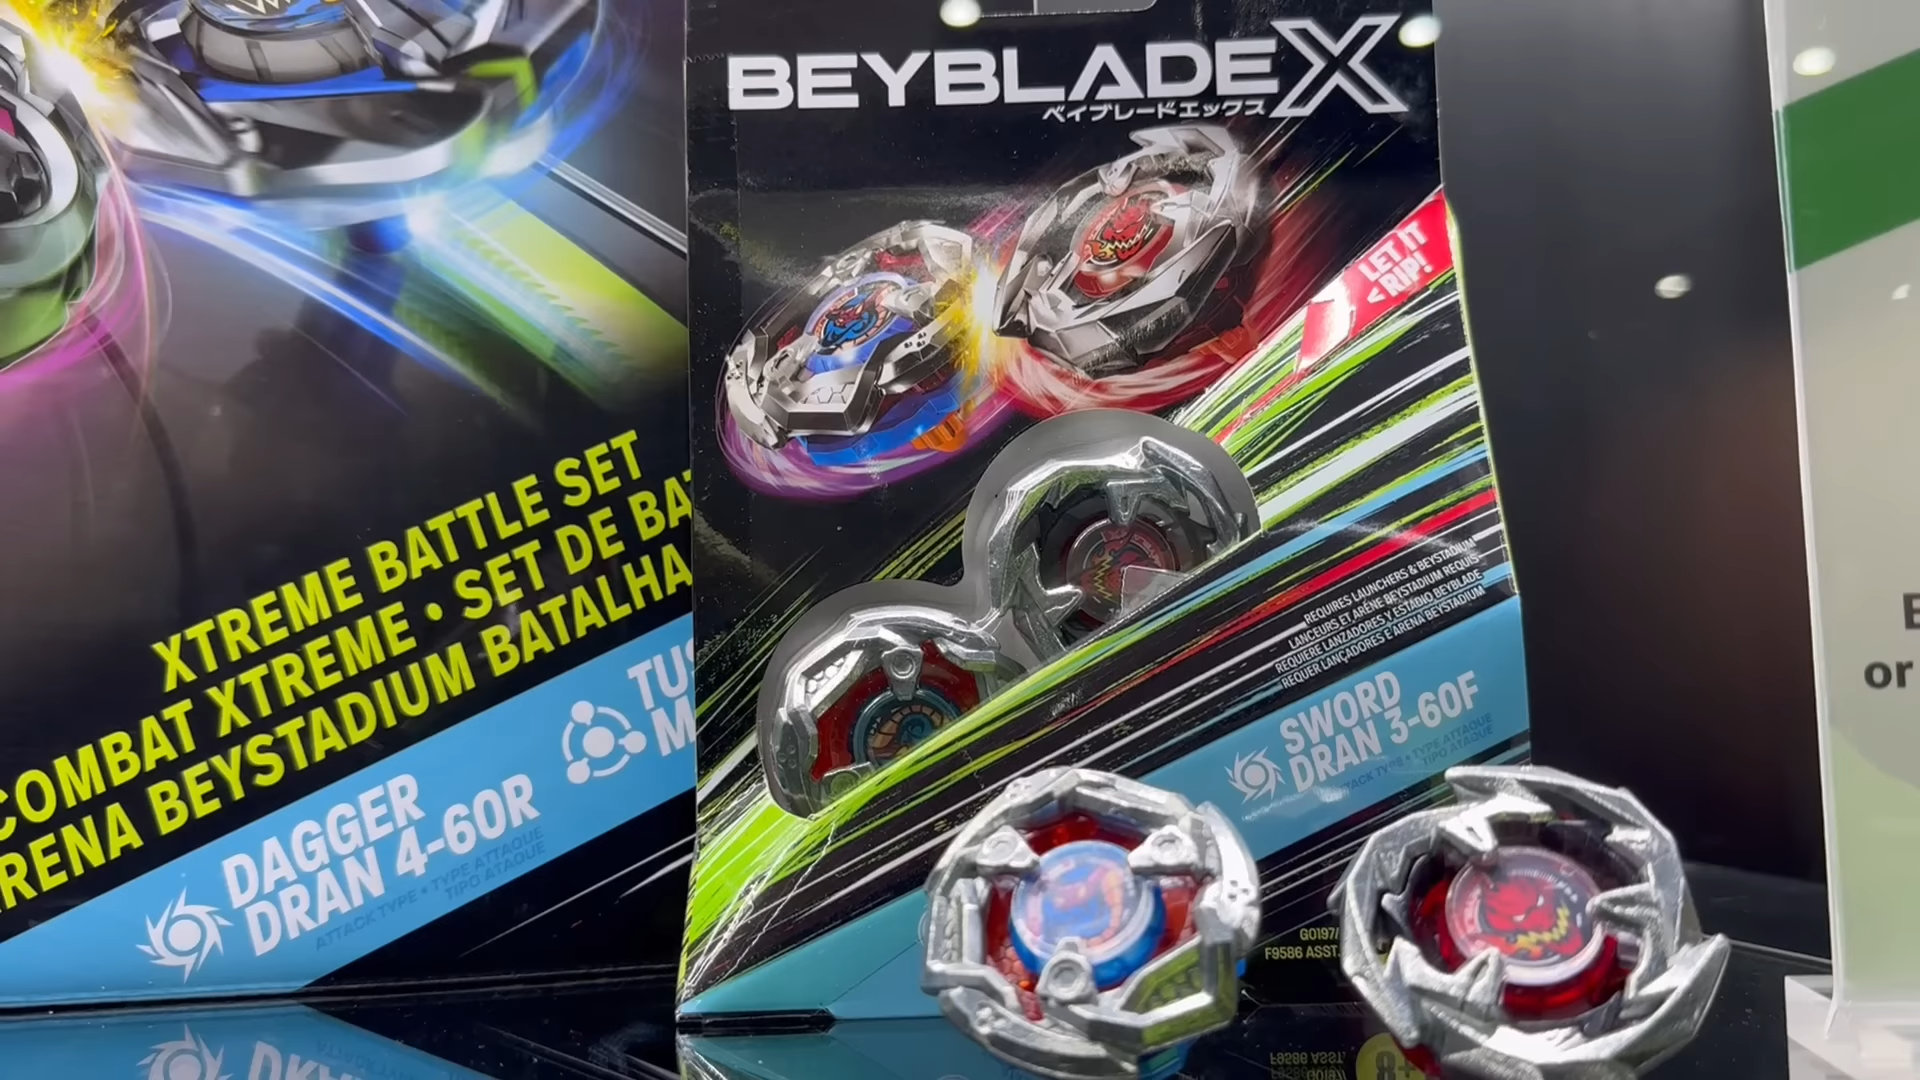 BEYBLADE X
ベイブレードエックス
LET IT
RIP!
XTREME BATTLE SET
COMBAT XTREME • SET DE
ARENA BEYSTADIUM BATALHA
DAGGER
DRAN 4-60R
ATTACK TYPE • TYPE ATTAQUE
TIPO ATAQUE
REQUIRES LAUNCHERS & BEYSTADIUM
LANCEURS ET ARÈNE BEYSTADIUM REQUIS
REQUIERE LANZADORES Y ESTADIO BEYBLADE
REQUER LANÇADORES E ARENA BEYSTADIUM
SWORD
DRAN 3-60F
ATTACK TYPE • TYPE ATTAQUE
TIPO ATAQUE
G0197/
F9586 ASST.
8+
or